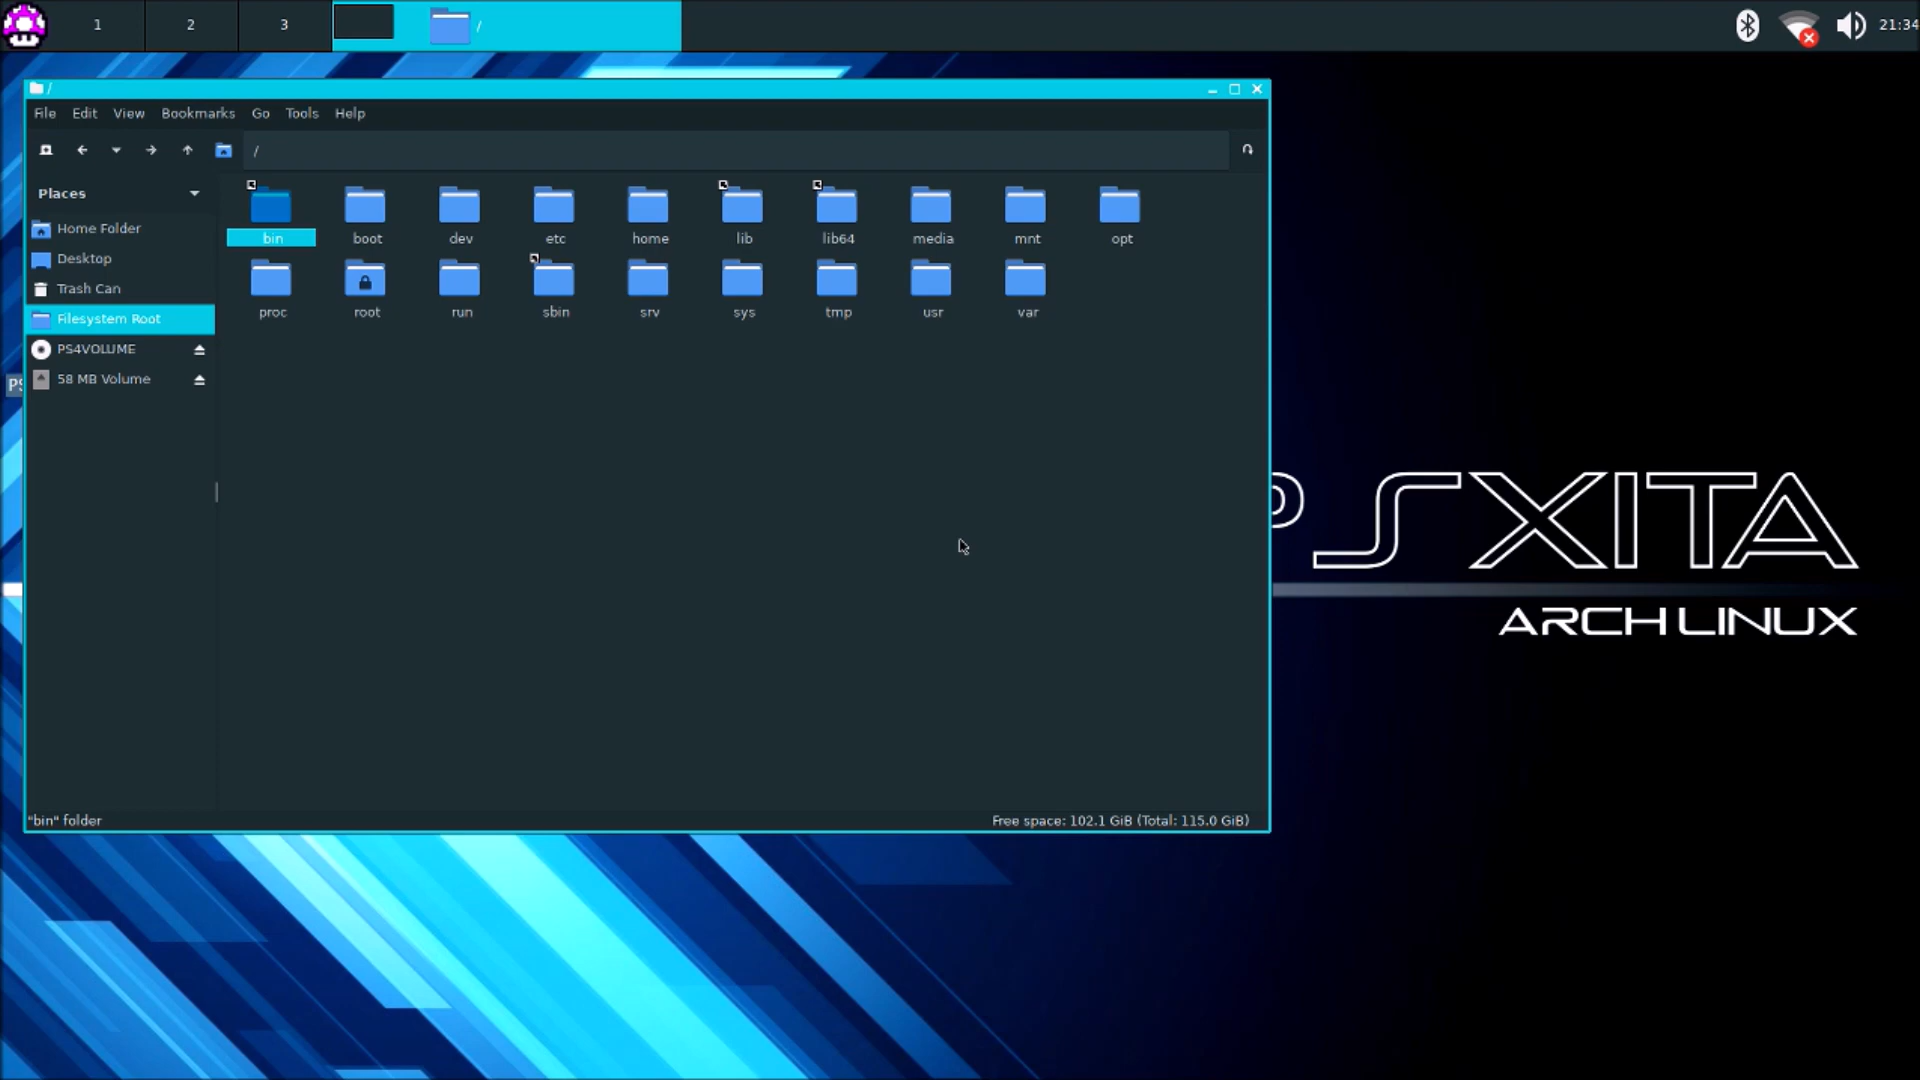 1 2 3 / 21:34
/
File Edit View Bookmarks Go Tools Help
/
Places
Home Folder
Desktop
Trash Can
Filesystem Root
PS4VOLUME
58 MB Volume
bin boot dev etc home lib lib64 media mnt opt
proc root run sbin srv sys tmp usr var
PS
PSXITA
ARCH LINUX
"bin" folder Free space: 102.1 GiB (Total: 115.0 GiB)